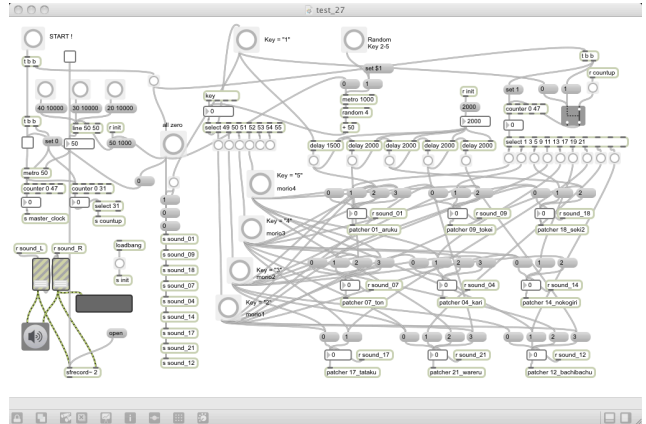 test_27
START !
Key = "1"
Random
Key 2-5
t b b
set $1
t b b
r countup
40 10000
30 10000
20 10000
key
0
0
1
metro 1000
random 4
+ 50
r init
2000
2000
set 1
0
1
counter 0 47
0
t b b
line 50 50
r init
all zero
select 49 50 51 52 53 54 55
set 0
50
50 1000
delay 1500
delay 2000
delay 2000
delay 2000
delay 2000
select 1 3 5 9 11 13 17 19 21
metro 50
0
Key = "5"
morio4
counter 0 47
counter 0 31
0
0
select 31
s master_clock
s countup
1
0
0
0
1
2
3
0
1
2
3
0
1
2
3
0
r sound_01
0
r sound_09
0
r sound_18
patcher 01_aruku
patcher 09_tokei
patcher 18_seki2
Key = "4"
morio3
s sound_01
s sound_09
s sound_18
s sound_07
s sound_04
s sound_14
s sound_17
s sound_21
s sound_12
r sound_L
r sound_R
loadbang
s init
Key = "3"
morio2
0
1
2
3
0
1
2
3
0
1
2
0
r sound_07
0
r sound_04
0
r sound_14
patcher 07_ton
patcher 04_kari
patcher 14_nokogiri
Key = "2"
morio1
open
sfrecord~ 2
0
1
0
1
2
3
0
1
2
3
0
r sound_17
0
r sound_21
0
r sound_12
patcher 17_tataku
patcher 21_wareru
patcher 12_bachibachu